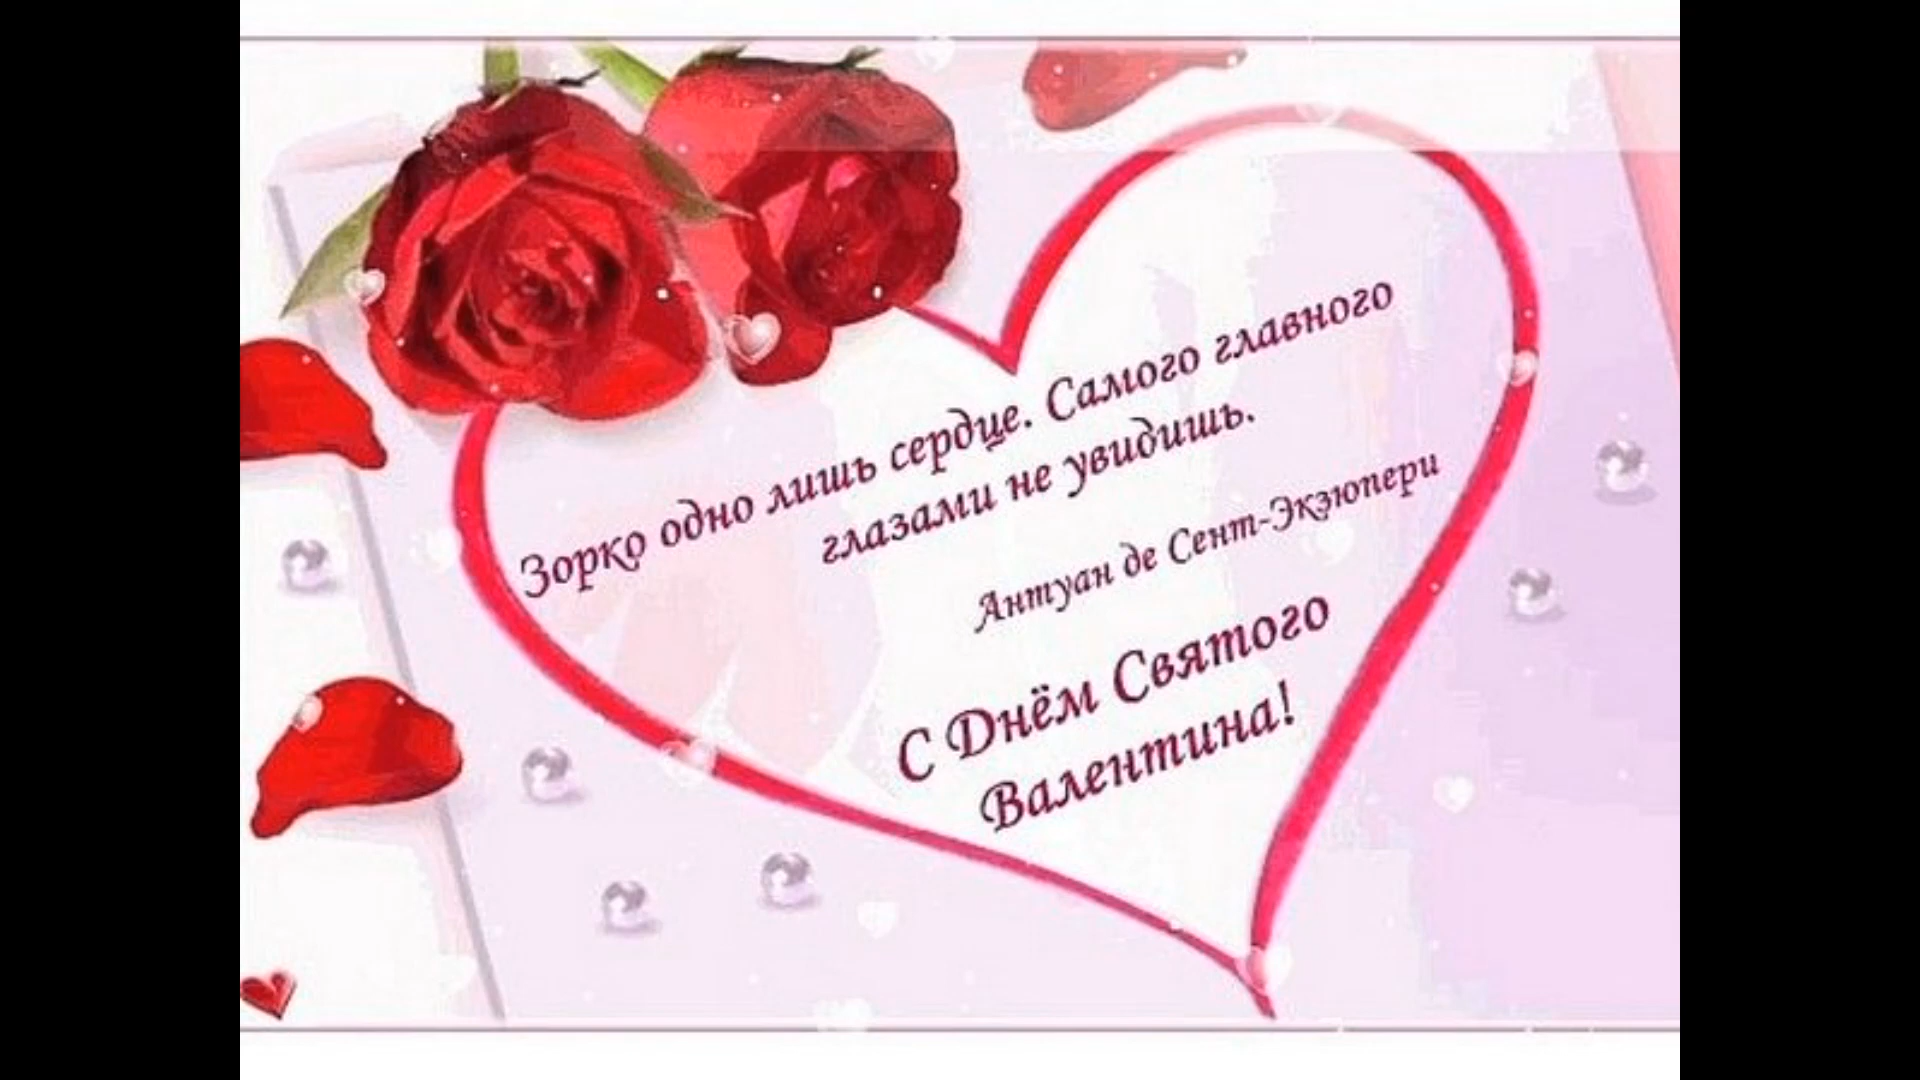 Зорко одно лишь сердце. Самого главного
глазами не увидишь.
Антуан де Сент-Экзюпери
С Днём Святого
Валентина!